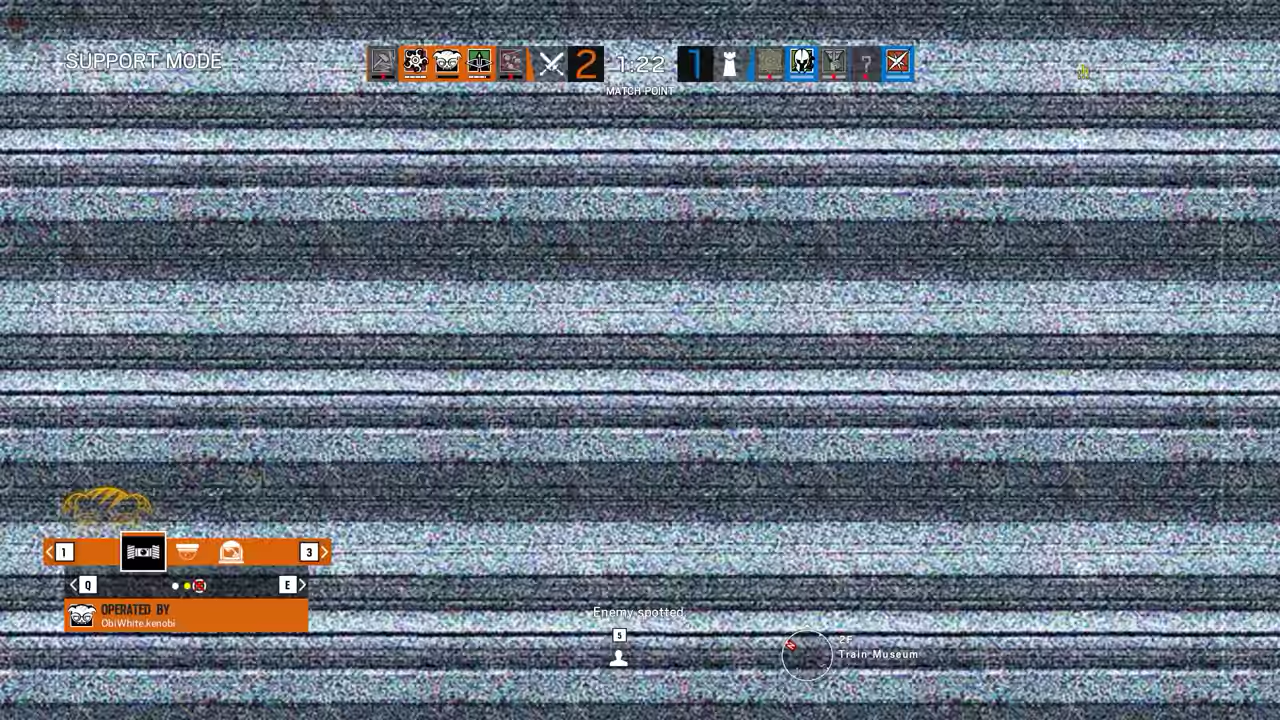 SUPPORT MODE
2 1:22 1
?
MATCH POINT
1 3
Q E
OPERATED BY
ObiWhite.kenobi
Enemy spotted
5
N
2F
Train Museum